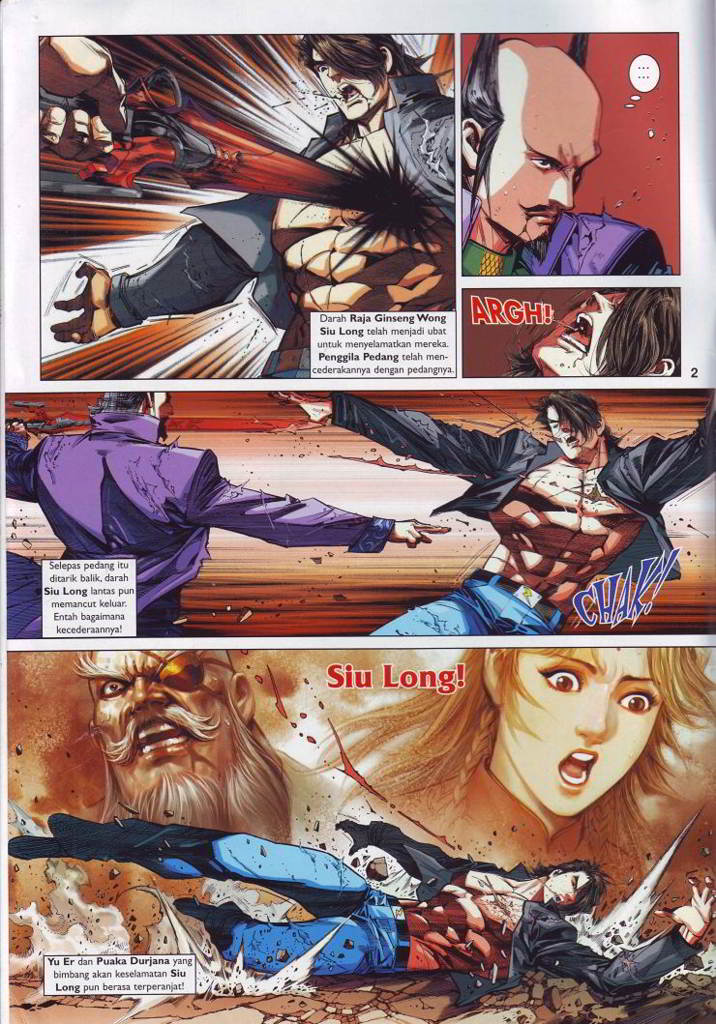 ...
...
Darah Raja Ginseng Wong
Siu Long telah menjadi ubat
untuk menyelamatkan mereka.
Penggila Pedang telah men-
cederakannya dengan pedangnya.
ARGH!
2
Selepas pedang itu
ditarik balik, darah
Siu Long lantas pun
memancut keluar.
Entah bagaimana
kecederaannya!
CHAK!
Siu Long!
Yu Er dan Puaka Durjana yang
bimbang akan keselamatan Siu
Long pun berasa terperanjat!